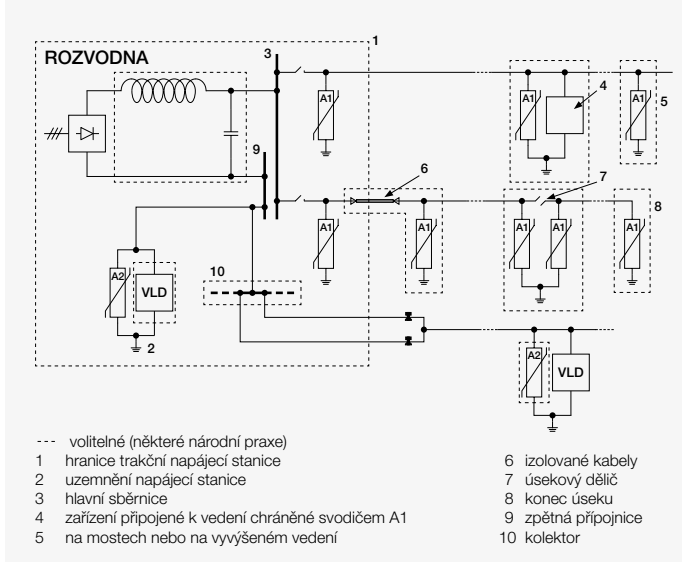 1
ROZVODNA
3
4
A1
A1
A1
5
9
6
7
8
A1
A1
A1
A1
A1
10
A2
VLD
2
A2
VLD
--- volitelné (některé národní praxe)
1 hranice trakční napájecí stanice
2 uzemnění napájecí stanice
3 hlavní sběrnice
4 zařízení připojené k vedení chráněné svodičem A1
5 na mostech nebo na vyvýšeném vedení
6 izolované kabely
7 úsekový dělič
8 konec úseku
9 zpětná přípojnice
10 kolektor